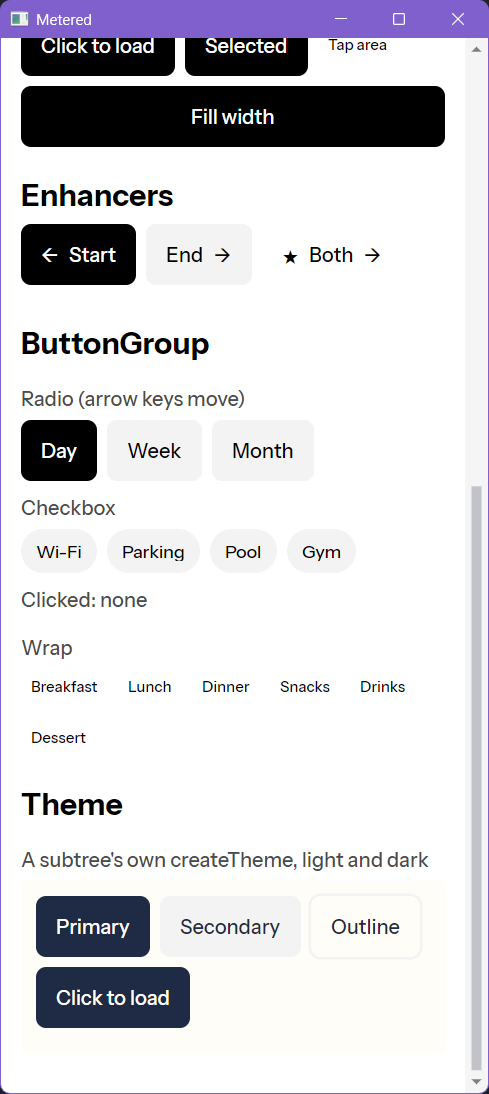 Metered
Click to load Selected Tap area
Fill width
Enhancers
← Start End → ★ Both →
ButtonGroup
Radio (arrow keys move)
Day Week Month
Checkbox
Wi-Fi Parking Pool Gym
Clicked: none
Wrap
Breakfast Lunch Dinner Snacks Drinks
Dessert
Theme
A subtree's own createTheme, light and dark
Primary Secondary Outline
Click to load